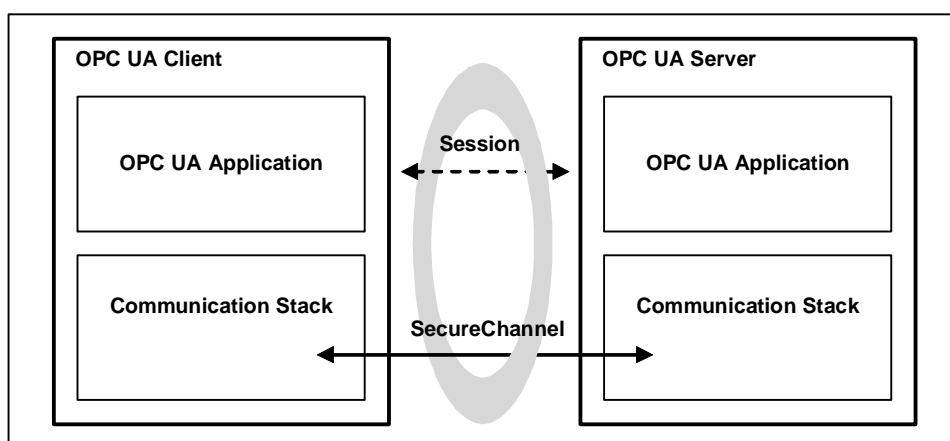 OPC UA Client
OPC UA Server
OPC UA Application
Session
OPC UA Application
Communication Stack
SecureChannel
Communication Stack